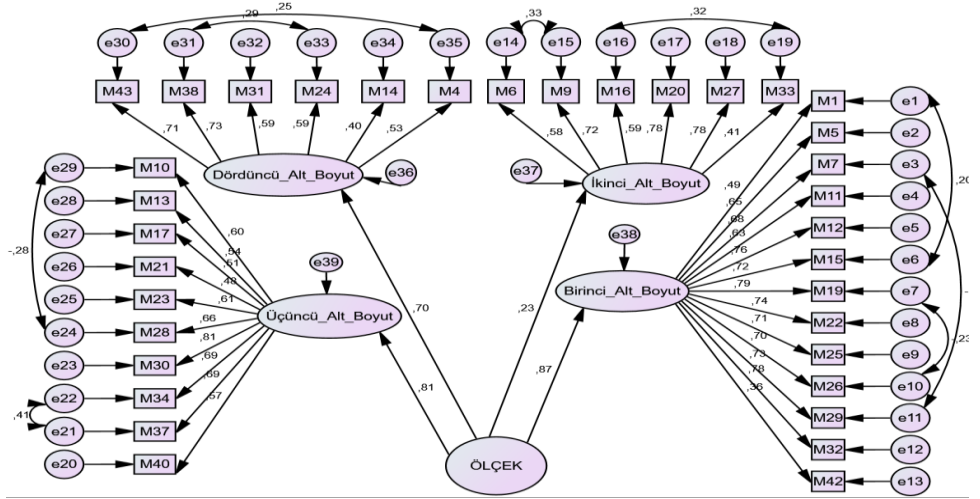 ,25
,29
,33
,32
e30 e31 e32 e33 e34 e35 e14 e15 e16 e17 e18 e19
M43 M38 M31 M24 M14 M4 M6 M9 M16 M20 M27 M33
,71 ,73 ,59 ,59 ,40 ,53 ,58 ,72 ,59 ,78 ,78 ,41
Dördüncü_Alt_Boyut e36 e37 İkinci_Alt_Boyut
e29 M10
e28 M13
e27 M17
e26 M21
e25 M23
e24 M28
e23 M30
e22 M34
e21 M37
e20 M40
-,28
,41
,60
,54
,51
,48
,61
,66
,81
,69
,69
,57
e39
Üçüncü_Alt_Boyut
,81
,70
,23
,87
ÖLÇEK
e38
Birinci_Alt_Boyut
,49
,65
,68
,63
,76
,72
,79
,74
,71
,70
,73
,78
,36
M1 e1
M5 e2
M7 e3
M11 e4
M12 e5
M15 e6
M19 e7
M22 e8
M25 e9
M26 e10
M29 e11
M32 e12
M42 e13
,20
-,23